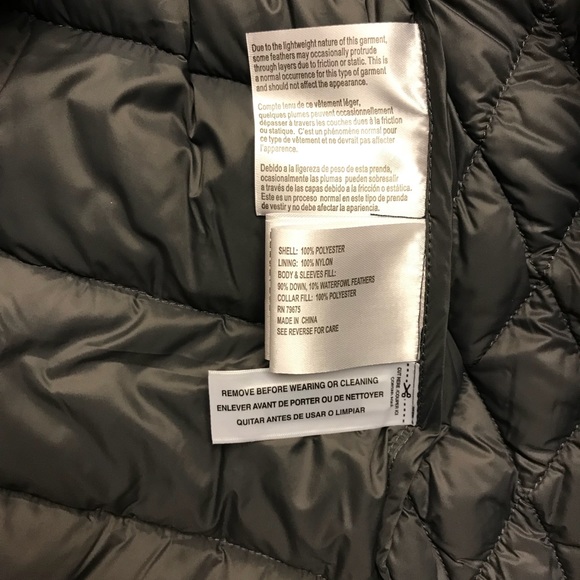 Due to the lightweight nature of this garment,
some feathers may occasionally protrude
through layers due to friction or static. This is
a normal occurrence for this type of garment
and should not affect the appearance.
Compte tenu de ce vêtement léger,
quelques plumes peuvent occasionnellement
dépasser à travers les couches dues à la friction
ou statique. C'est un phénomène normal pour
ce type de vêtement et ne devrait pas affecter
l'apparence.
Debido a la ligereza de peso de esta prenda,
ocasionalmente las plumas pueden sobresalir
a través de las capas debido a la fricción o estática.
Este es un proceso normal en este tipo de prenda
de vestir y no debe afectar la apariencia.
SHELL: 100% POLYESTER
LINING: 100% NYLON
BODY & SLEEVES FILL:
90% DOWN, 10% WATERFOWL FEATHERS
COLLAR FILL: 100% POLYESTER
RN 79675
MADE IN CHINA
SEE REVERSE FOR CARE
REMOVE BEFORE WEARING OR CLEANING
ENLEVER AVANT DE PORTER OU DE NETTOYER
QUITAR ANTES DE USAR O LIMPIAR
CUT HERE / COUPEZ ICI